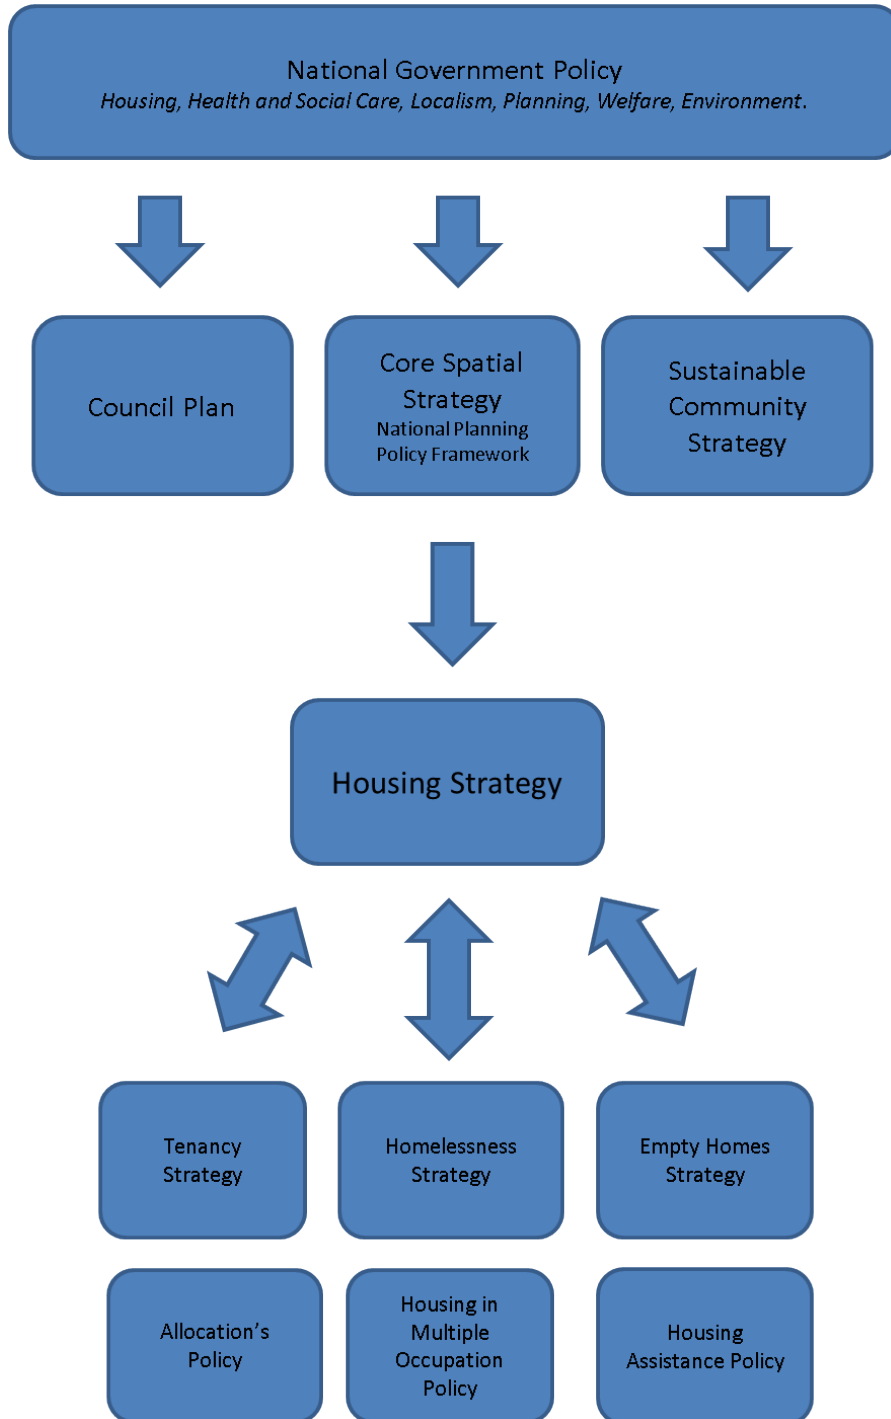 National Government Policy
Housing, Health and Social Care, Localism, Planning, Welfare, Environment.
Council Plan
Core Spatial
Strategy
National Planning
Policy Framework
Sustainable
Community
Strategy
Housing Strategy
Tenancy
Strategy
Homelessness
Strategy
Empty Homes
Strategy
Allocation's
Policy
Housing in
Multiple
Occupation
Policy
Housing
Assistance Policy